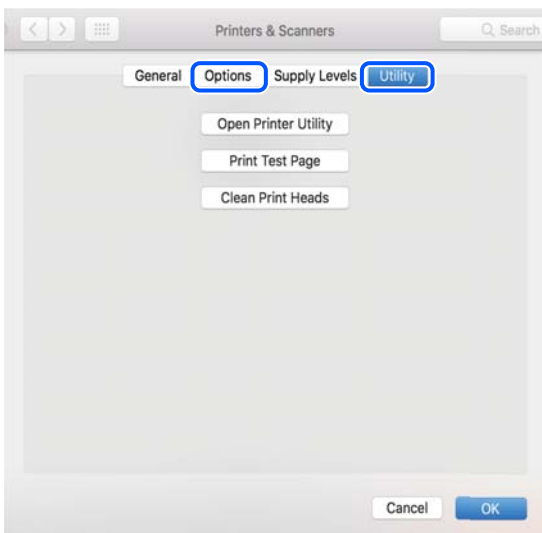 Printers & Scanners Search
General Options Supply Levels Utility
Open Printer Utility
Print Test Page
Clean Print Heads
Cancel OK